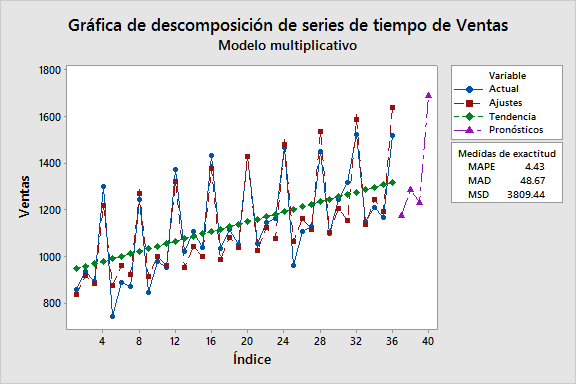 Gráfica de descomposición de series de tiempo de Ventas
Modelo multiplicativo
1800
1600
1400
1200
1000
800
Ventas
4 8 12 16 20 24 28 32 36 40
Índice
Variable
Actual
Ajustes
Tendencia
Pronósticos
Medidas de exactitud
MAPE 4.43
MAD 48.67
MSD 3809.44